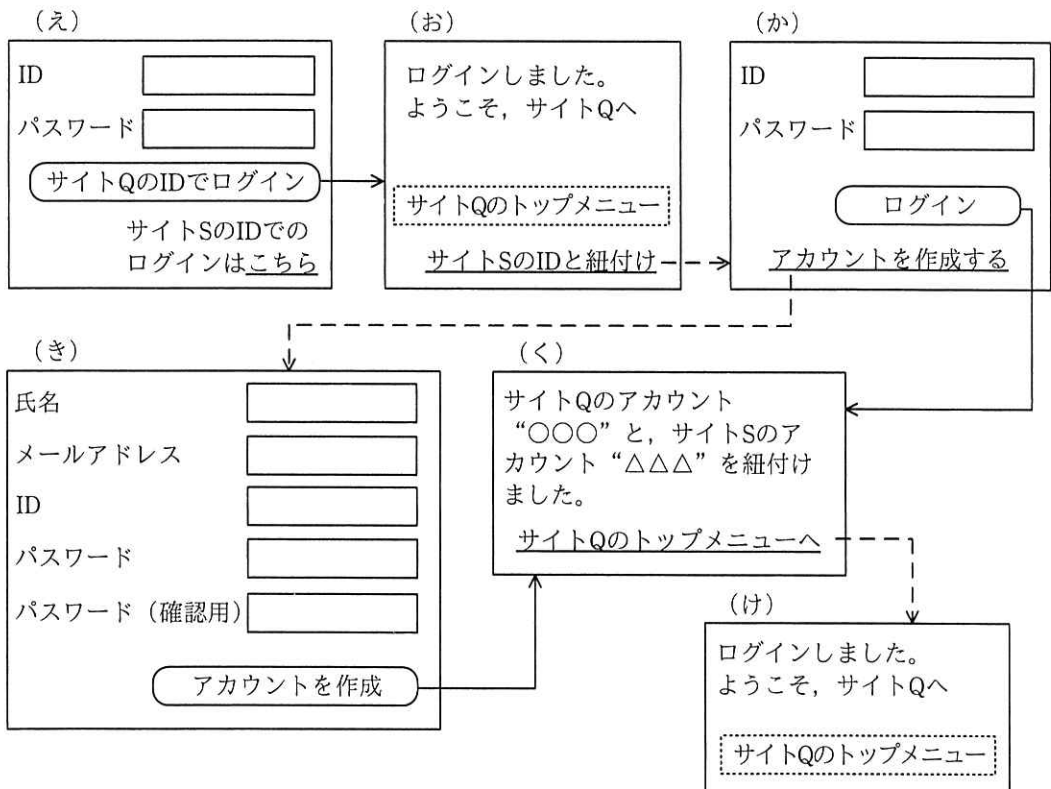 (え)
ID
パスワード
サイトQのIDでログイン
サイトSのIDでの
ログインはこちら
(お)
ログインしました。
ようこそ,サイトQへ
サイトQのトップメニュー
サイトSのIDと紐付け
(か)
ID
パスワード
ログイン
アカウントを作成する
(き)
氏名
メールアドレス
ID
パスワード
パスワード(確認用)
アカウントを作成
(く)
サイトQのアカウント
“○○○”と,サイトSのア
カウント“△△△”を紐付け
ました。
サイトQのトップメニューへ
(け)
ログインしました。
ようこそ,サイトQへ
サイトQのトップメニュー